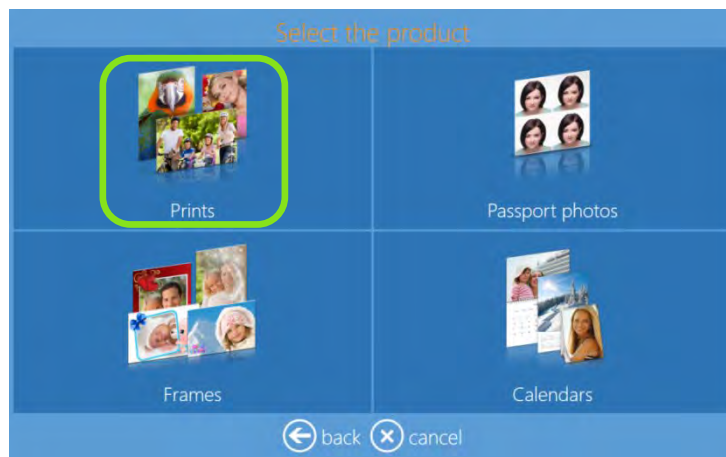 Select the product
Prints
Passport photos
Frames
Calendars
back
cancel